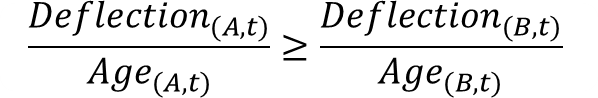 Deflection(A,t) / Age(A,t) ≥ Deflection(B,t) / Age(B,t)